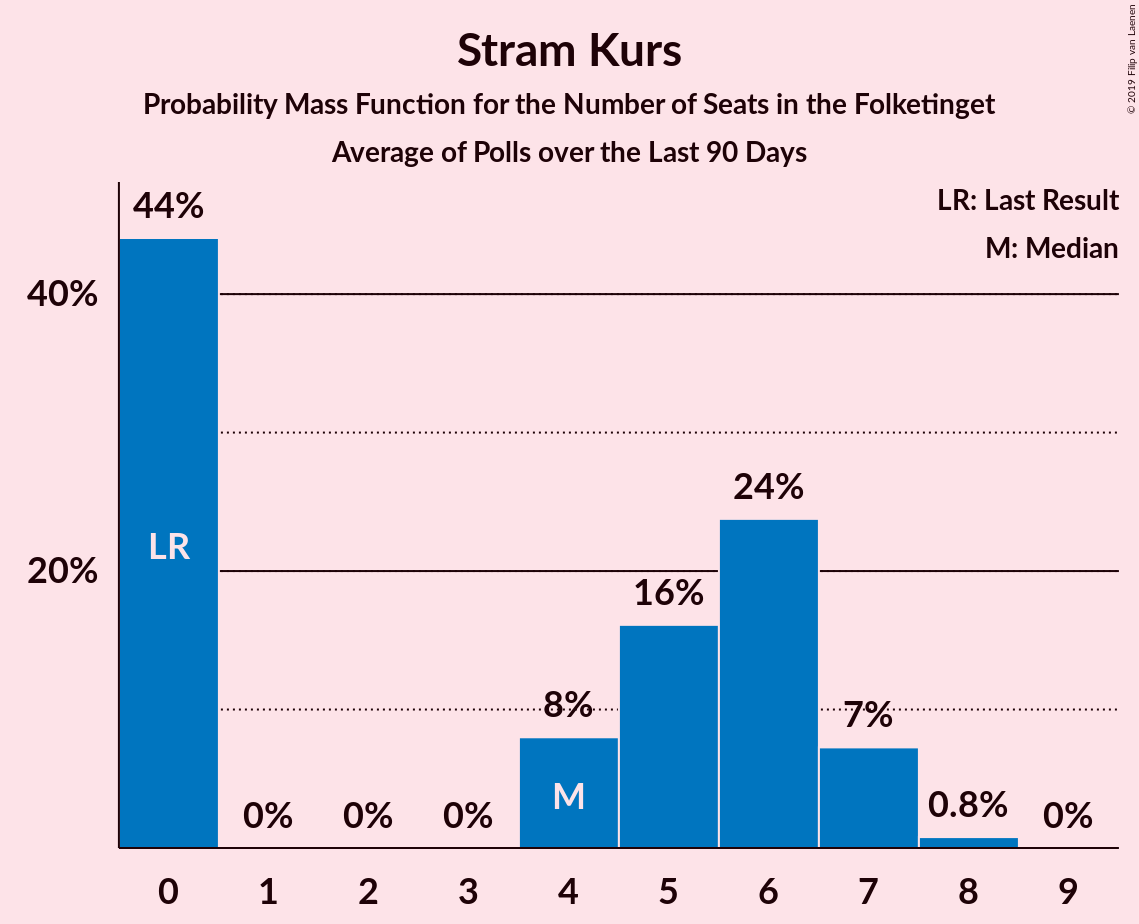 Stram Kurs
Probability Mass Function for the Number of Seats in the Folketinget
Average of Polls over the Last 90 Days
© 2019 Filip van Laenen
LR: Last Result
M: Median
44%
40%
24%
20%
16%
LR
8%
7%
M
0%
0%
0%
0.8%
0%
0 1 2 3 4 5 6 7 8 9